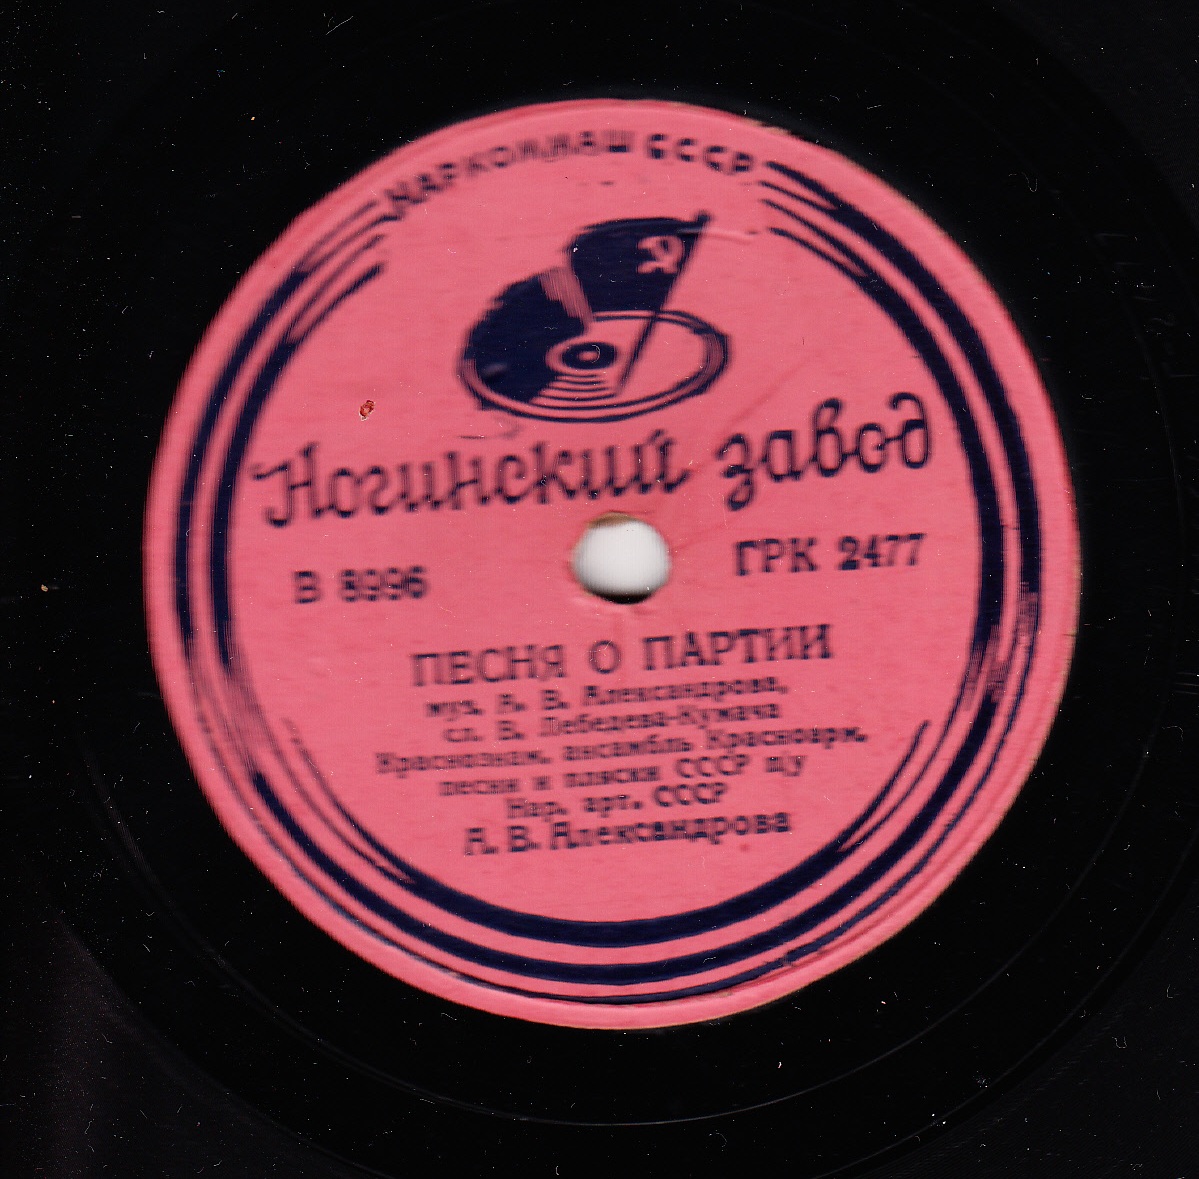 НАРКОММАШ СССР
Ногинский завод
В 8996
ГРК 2477
ПЕСНЯ О ПАРТИИ
муз. А. В. Александрова,
сл. В. Лебедева-Кумача
Краснознам. ансамбль Красноарм.
песни и пляски СССР п/у
Нар. арт. СССР
А. В. Александрова